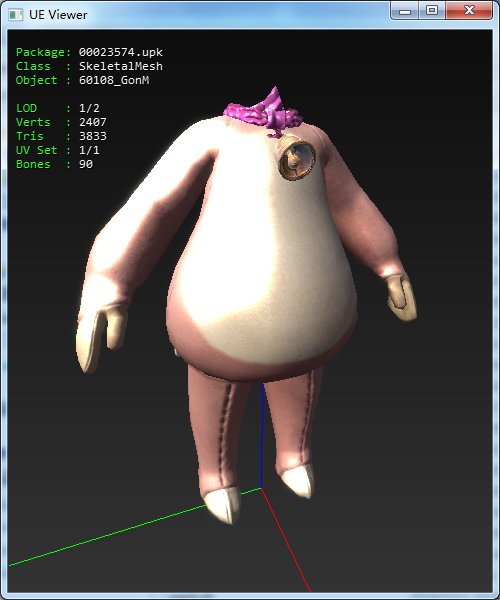 UE Viewer
Package: 00023574.upk
Class  : SkeletalMesh
Object : 60108_GonM
LOD    : 1/2
Verts  : 2407
Tris   : 3833
UV Set : 1/1
Bones  : 90